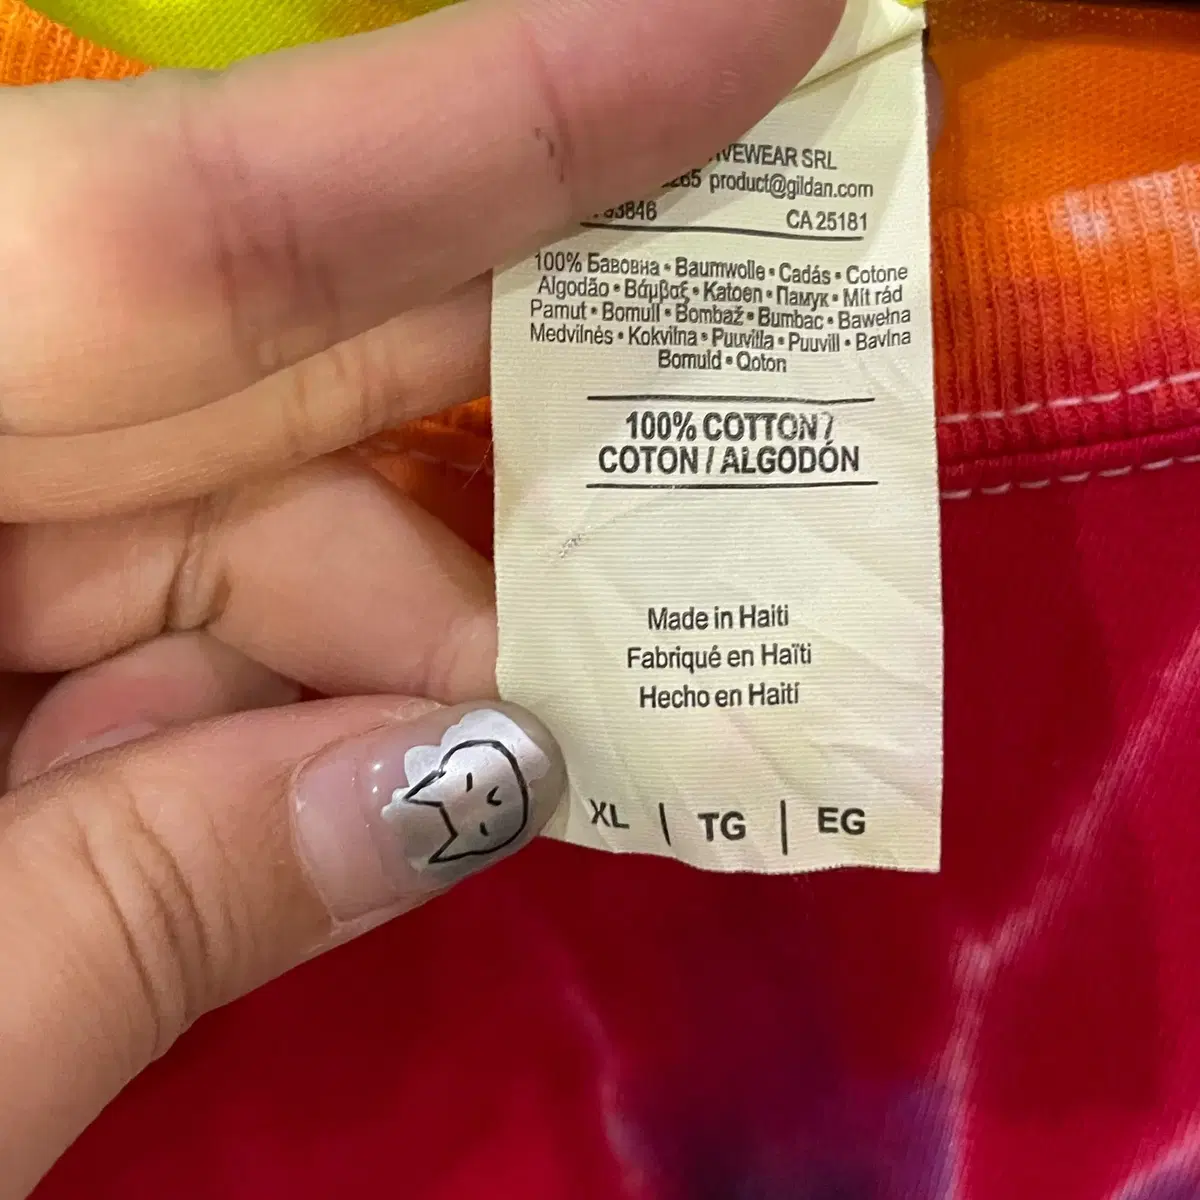 SRL
product@gildan.com
CA 25181
100% Бавовна • Baumwolle • Cadás • Cotone
Algodão • Βάμβαξ • Katoen • Памук • Mit rád
Pamut • Bomull • Bombaž • Bumbac • Bawełna
Medvilnės • Kokvilna • Puuvilla • Puuvill • Bavlna
Bomuld • Qoton
100% COTTON /
COTON / ALGODÓN
Made in Haiti
Fabriqué en Haïti
Hecho en Haití
XL | TG | EG